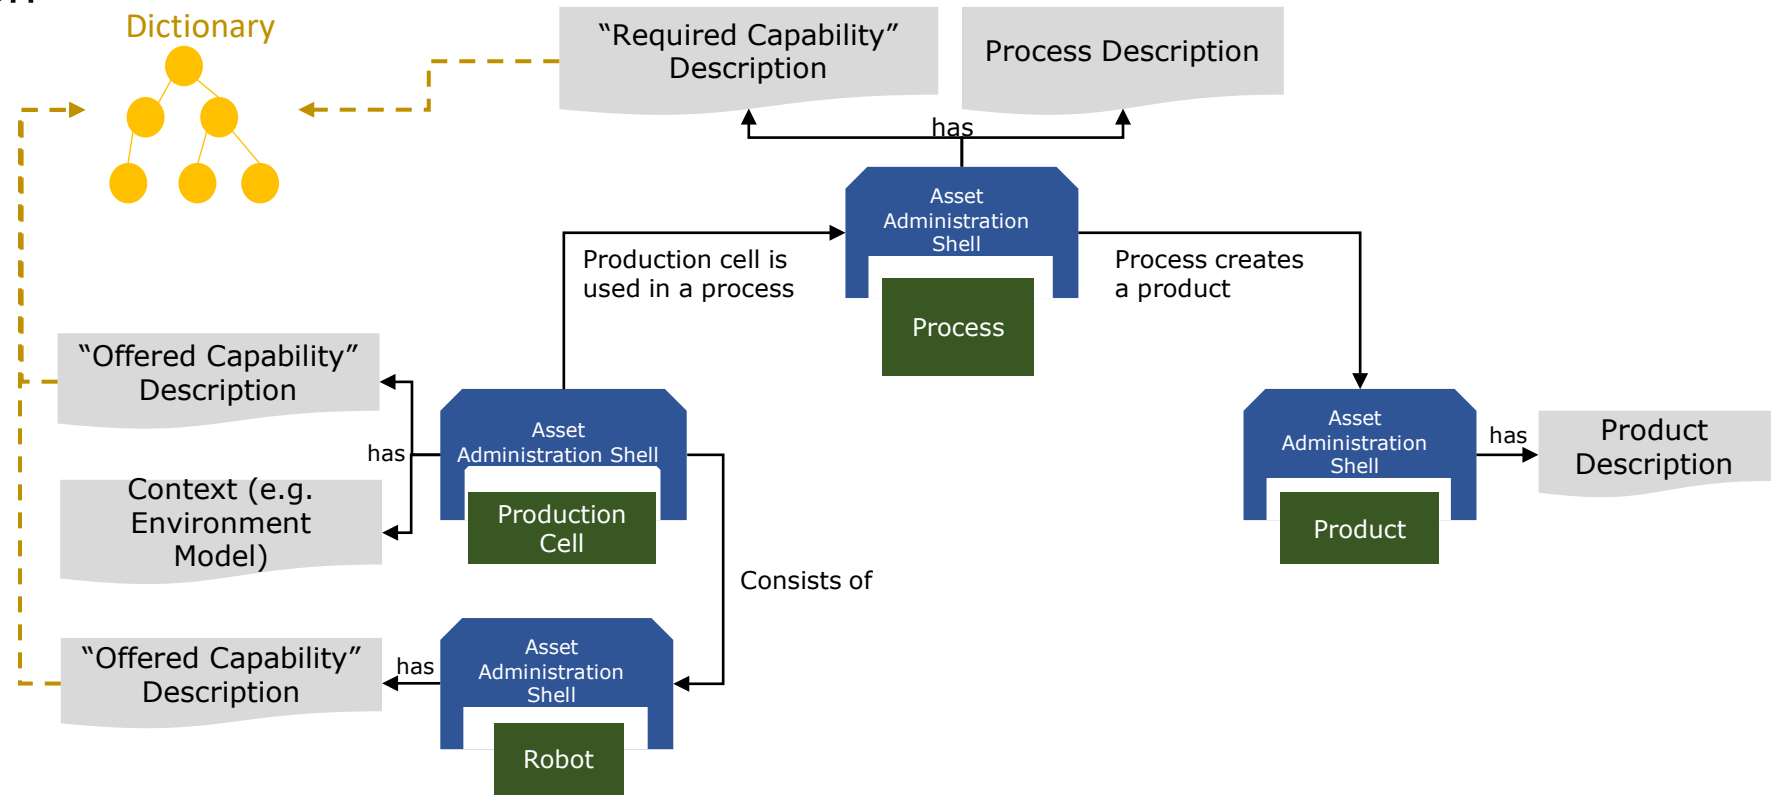 Dictionary
“Required Capability”
Description
Process Description
has
Asset
Administration
Shell
Process
Production cell is
used in a process
Process creates
a product
“Offered Capability”
Description
has
Context (e.g.
Environment
Model)
Asset
Administration Shell
Production
Cell
Consists of
“Offered Capability”
Description
has
Asset
Administration
Shell
Robot
Asset
Administration
Shell
Product
has
Product
Description